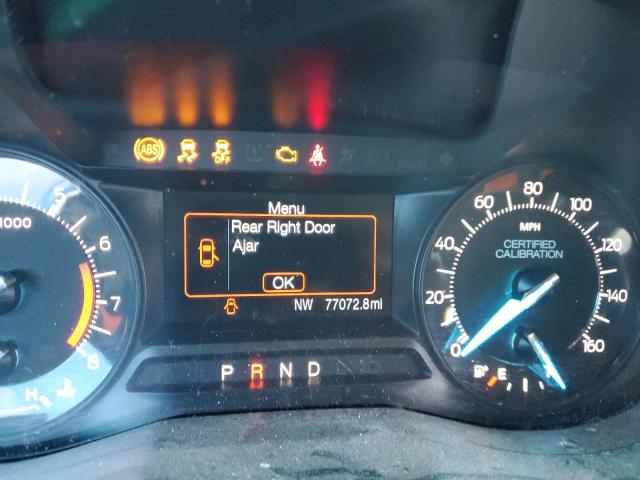 ABS
OFF
BRAKE
Menu
Rear Right Door
Ajar
OK
NW 77072.8mi
P R N D
1000
5
6
7
8
H
0
20
40
60
80
100
120
140
160
MPH
CERTIFIED
CALIBRATION
E